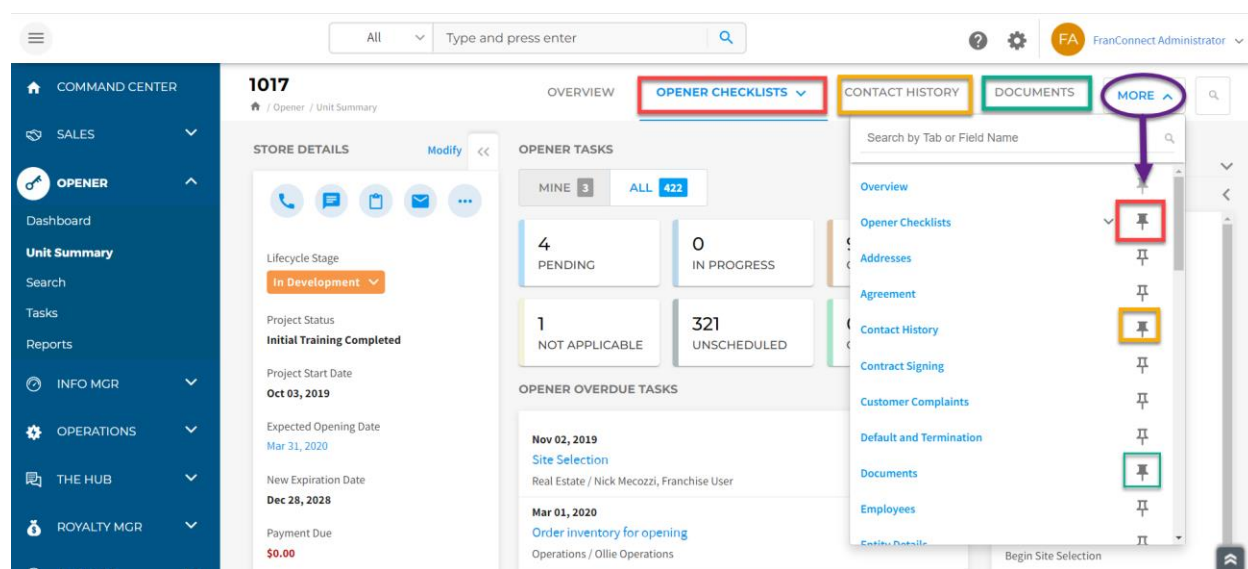 All
Type and press enter
FA
FranConnect Administrator
COMMAND CENTER
SALES
OPENER
Dashboard
Unit Summary
Search
Tasks
Reports
INFO MGR
OPERATIONS
THE HUB
ROYALTY MGR
1017
/ Opener / Unit Summary
OVERVIEW
OPENER CHECKLISTS
CONTACT HISTORY
DOCUMENTS
MORE
STORE DETAILS
Modify
Lifecycle Stage
In Development
Project Status
Initial Training Completed
Project Start Date
Oct 03, 2019
Expected Opening Date
Mar 31, 2020
New Expiration Date
Dec 28, 2028
Payment Due
$0.00
OPENER TASKS
MINE 3
ALL 422
4
PENDING
0
IN PROGRESS
1
NOT APPLICABLE
321
UNSCHEDULED
OPENER OVERDUE TASKS
Nov 02, 2019
Site Selection
Real Estate / Nick Mecozzi, Franchise User
Mar 01, 2020
Order inventory for opening
Operations / Ollie Operations
Search by Tab or Field Name
Overview
Opener Checklists
Addresses
Agreement
Contact History
Contract Signing
Customer Complaints
Default and Termination
Documents
Employees
Entity Details
Begin Site Selection